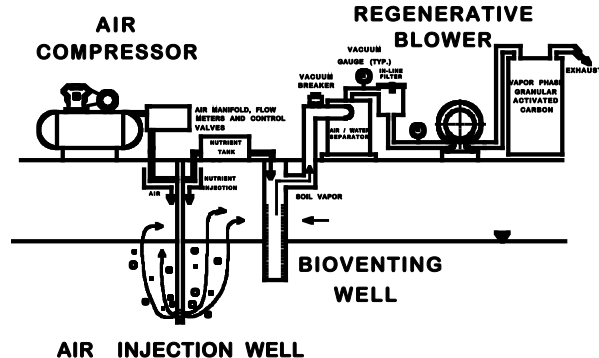 AIR
COMPRESSOR
REGENERATIVE
BLOWER
VACUUM
GAUGE (TYP.)
IN-LINE
FILTER
VACUUM
BREAKER
EXHAUST
VAPOR PHASE
GRANULAR
ACTIVATED
CARBON
AIR MANIFOLD, FLOW
METERS AND CONTROL
VALVES
AIR / WATER
SEPARATOR
NUTRIENT
TANK
NUTRIENT
INJECTION
AIR
SOIL VAPOR
BIOVENTING
WELL
AIR INJECTION WELL